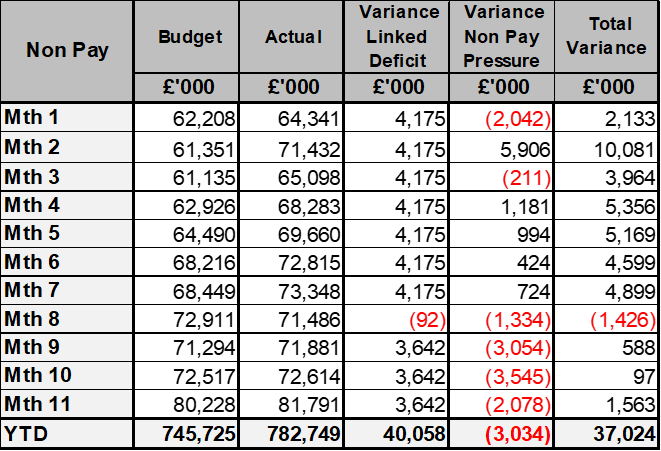 Non Pay Budget Actual Variance Linked Deficit Variance Non Pay Pressure Total Variance
£'000 £'000 £'000 £'000 £'000
Mth 1 62,208 64,341 4,175 (2,042) 2,133
Mth 2 61,351 71,432 4,175 5,906 10,081
Mth 3 61,135 65,098 4,175 (211) 3,964
Mth 4 62,926 68,283 4,175 1,181 5,356
Mth 5 64,490 69,660 4,175 994 5,169
Mth 6 68,216 72,815 4,175 424 4,599
Mth 7 68,449 73,348 4,175 724 4,899
Mth 8 72,911 71,486 (92) (1,334) (1,426)
Mth 9 71,294 71,881 3,642 (3,054) 588
Mth 10 72,517 72,614 3,642 (3,545) 97
Mth 11 80,228 81,791 3,642 (2,078) 1,563
YTD 745,725 782,749 40,058 (3,034) 37,024